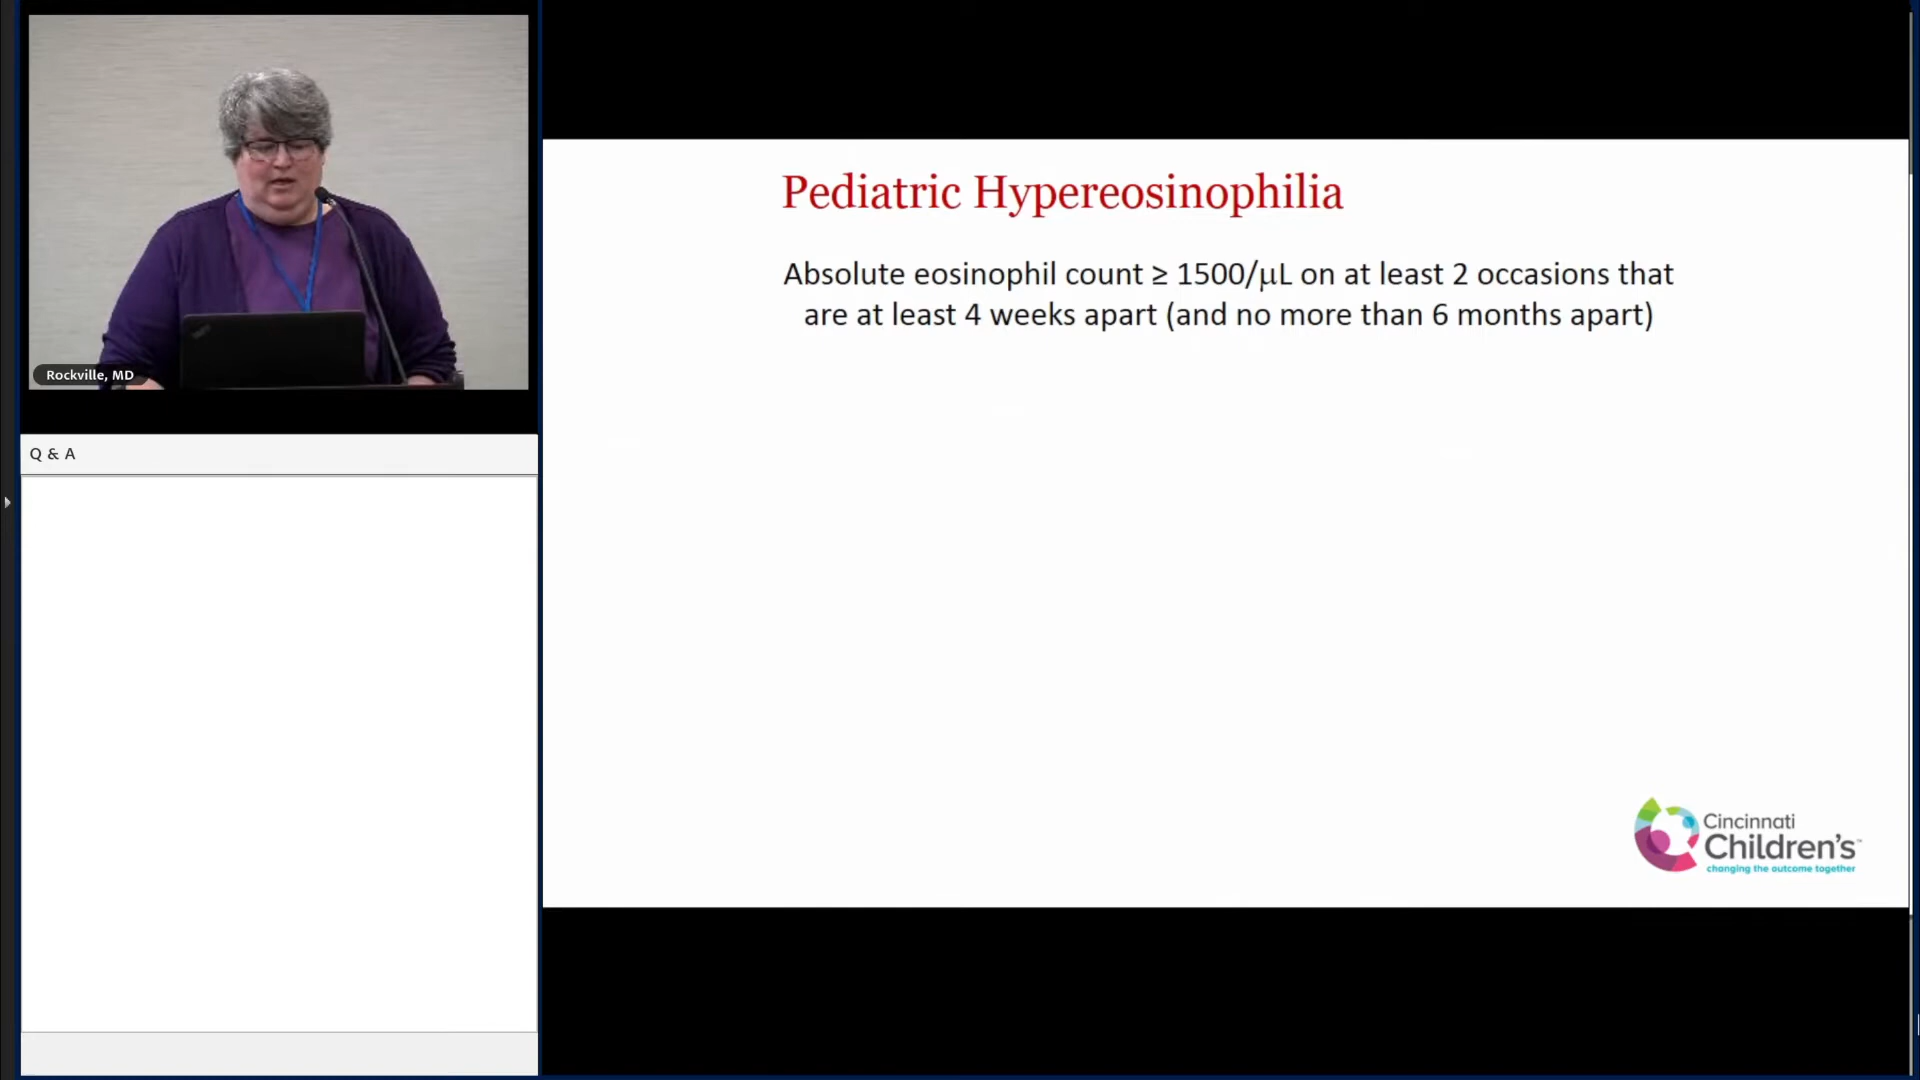 Rockville, MD
Q & A
Pediatric Hypereosinophilia
Absolute eosinophil count ≥ 1500/μL on at least 2 occasions that
are at least 4 weeks apart (and no more than 6 months apart)
Cincinnati
Children's™
changing the outcome together